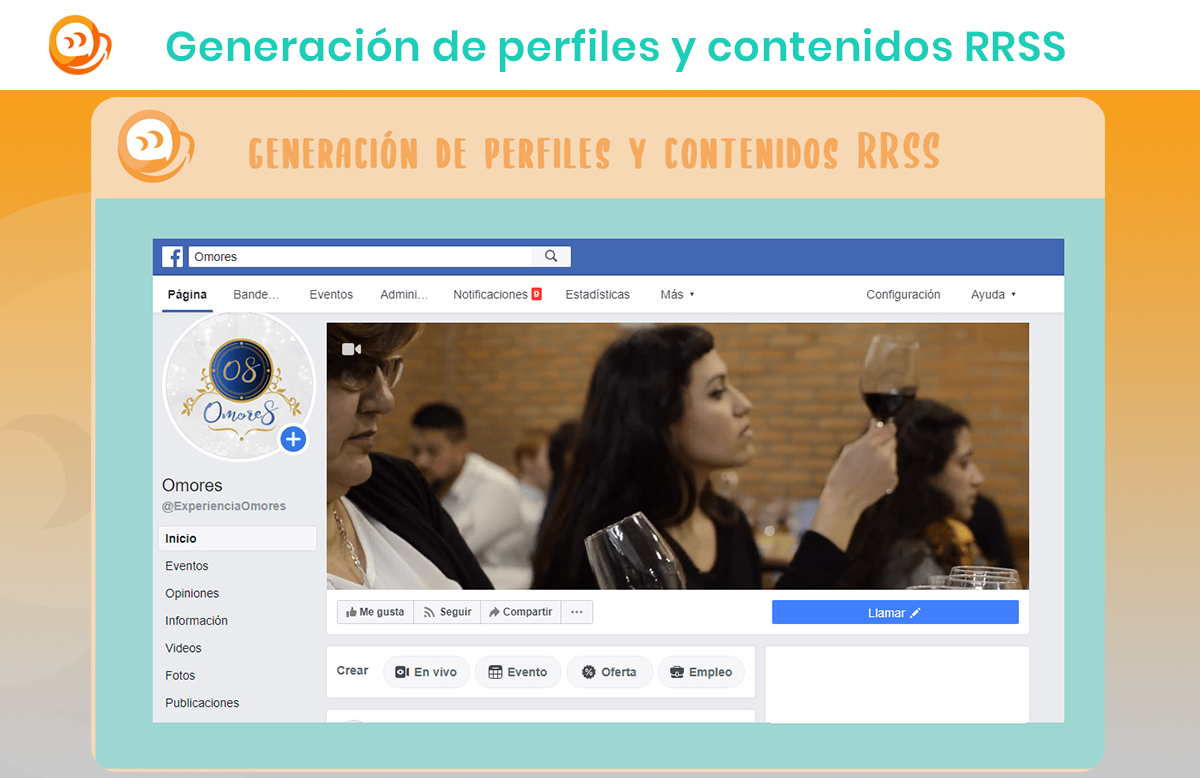 Generación de perfiles y contenidos RRSS
GENERACIÓN DE PERFILES Y CONTENIDOS RRSS
Omores
Página Bande... Eventos Admini... Notificaciones 9 Estadísticas Más Configuración Ayuda
OS
OmoreS
Omores
@ExperienciaOmores
Inicio
Eventos
Opiniones
Información
Videos
Fotos
Publicaciones
Me gusta Seguir Compartir ... Llamar
Crear En vivo Evento Oferta Empleo